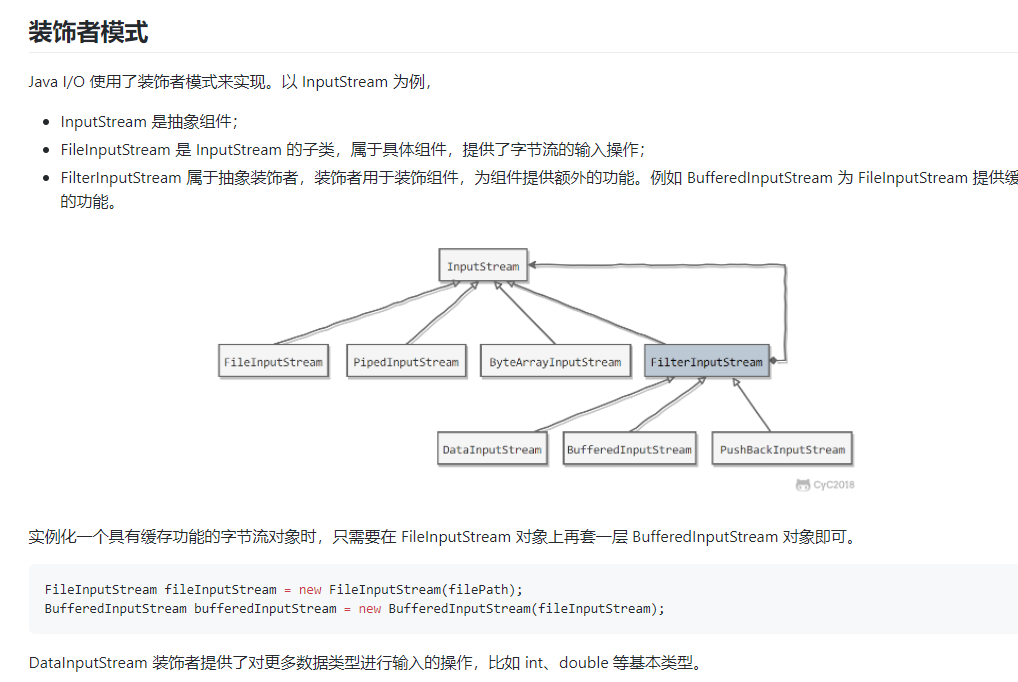 装饰者模式
Java I/O 使用了装饰者模式来实现。以 InputStream 为例，
InputStream 是抽象组件；
FileInputStream 是 InputStream 的子类，属于具体组件，提供了字节流的输入操作；
FilterInputStream 属于抽象装饰者，装饰者用于装饰组件，为组件提供额外的功能。例如 BufferedInputStream 为 FileInputStream 提供缓
的功能。
InputStream
FileInputStream PipedInputStream ByteArrayInputStream FilterInputStream
DataInputStream BufferedInputStream PushBackInputStream
CyC2018
实例化一个具有缓存功能的字节流对象时，只需要在 FileInputStream 对象上再套一层 BufferedInputStream 对象即可。
FileInputStream fileInputStream = new FileInputStream(filePath);
BufferedInputStream bufferedInputStream = new BufferedInputStream(fileInputStream);
DataInputStream 装饰者提供了对更多数据类型进行输入的操作，比如 int、double 等基本类型。